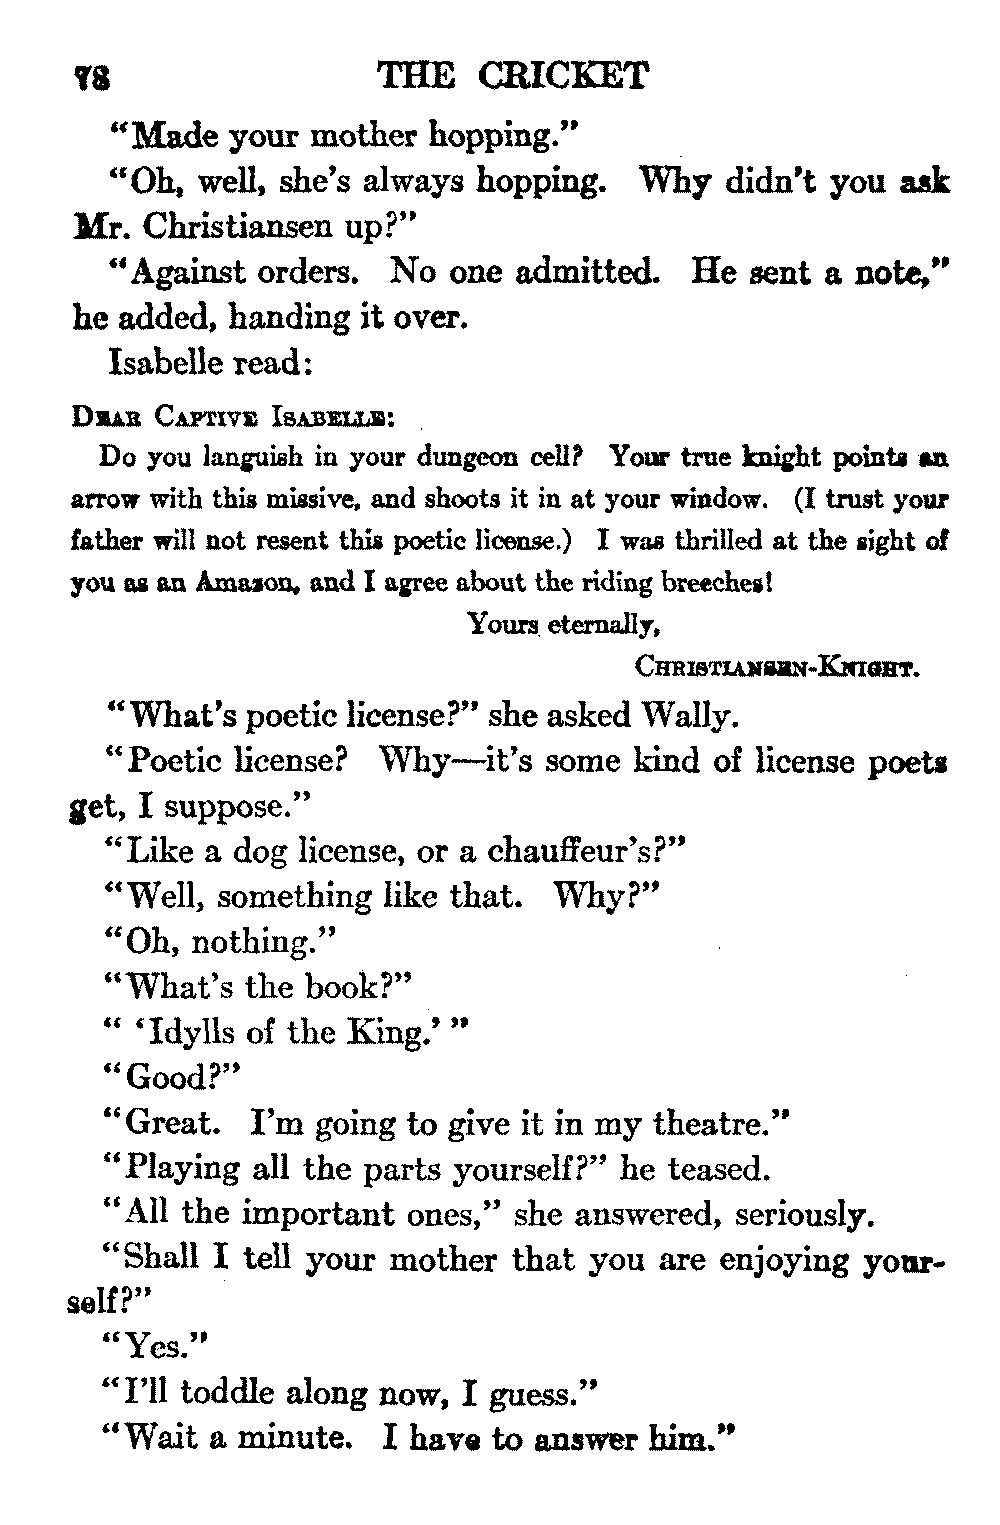 78 THE CRICKET
“Made your mother hopping.”
“Oh, well, she’s always hopping. Why didn’t you ask
Mr. Christiansen up?”
“Against orders. No one admitted. He sent a note,”
he added, handing it over.
Isabelle read:
DEAR CAPTIVE ISABELLE:
Do you languish in your dungeon cell? Your true knight points an
arrow with this missive, and shoots it in at your window. (I trust your
father will not resent this poetic license.) I was thrilled at the sight of
you as an Amazon, and I agree about the riding breeches!
Yours eternally,
CHRISTIANSEN-KNIGHT.
“What’s poetic license?” she asked Wally.
“Poetic license? Why—it’s some kind of license poets
get, I suppose.”
“Like a dog license, or a chauffeur’s?”
“Well, something like that. Why?”
“Oh, nothing.”
“What’s the book?”
“ ‘Idylls of the King.’ ”
“Good?”
“Great. I’m going to give it in my theatre.”
“Playing all the parts yourself?” he teased.
“All the important ones,” she answered, seriously.
“Shall I tell your mother that you are enjoying your-
self?”
“Yes.”
“I’ll toddle along now, I guess.”
“Wait a minute. I have to answer him.”